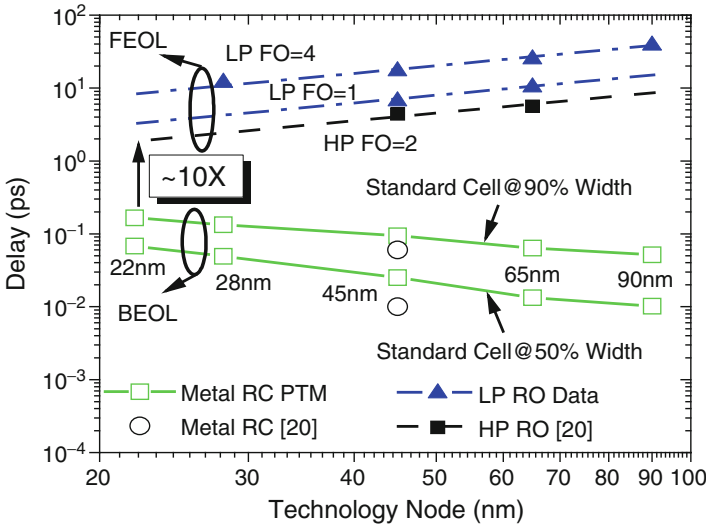 10²
FEOL
LP FO=4
10¹
LP FO=1
HP FO=2
10⁰
~10X
Standard Cell@90% Width
Delay (ps)
10⁻¹
22nm
28nm
45nm
65nm
90nm
BEOL
10⁻²
Standard Cell@50% Width
10⁻³
Metal RC PTM
LP RO Data
Metal RC [20]
HP RO [20]
10⁻⁴
20 30 40 50 60 70 80 90 100
Technology Node (nm)